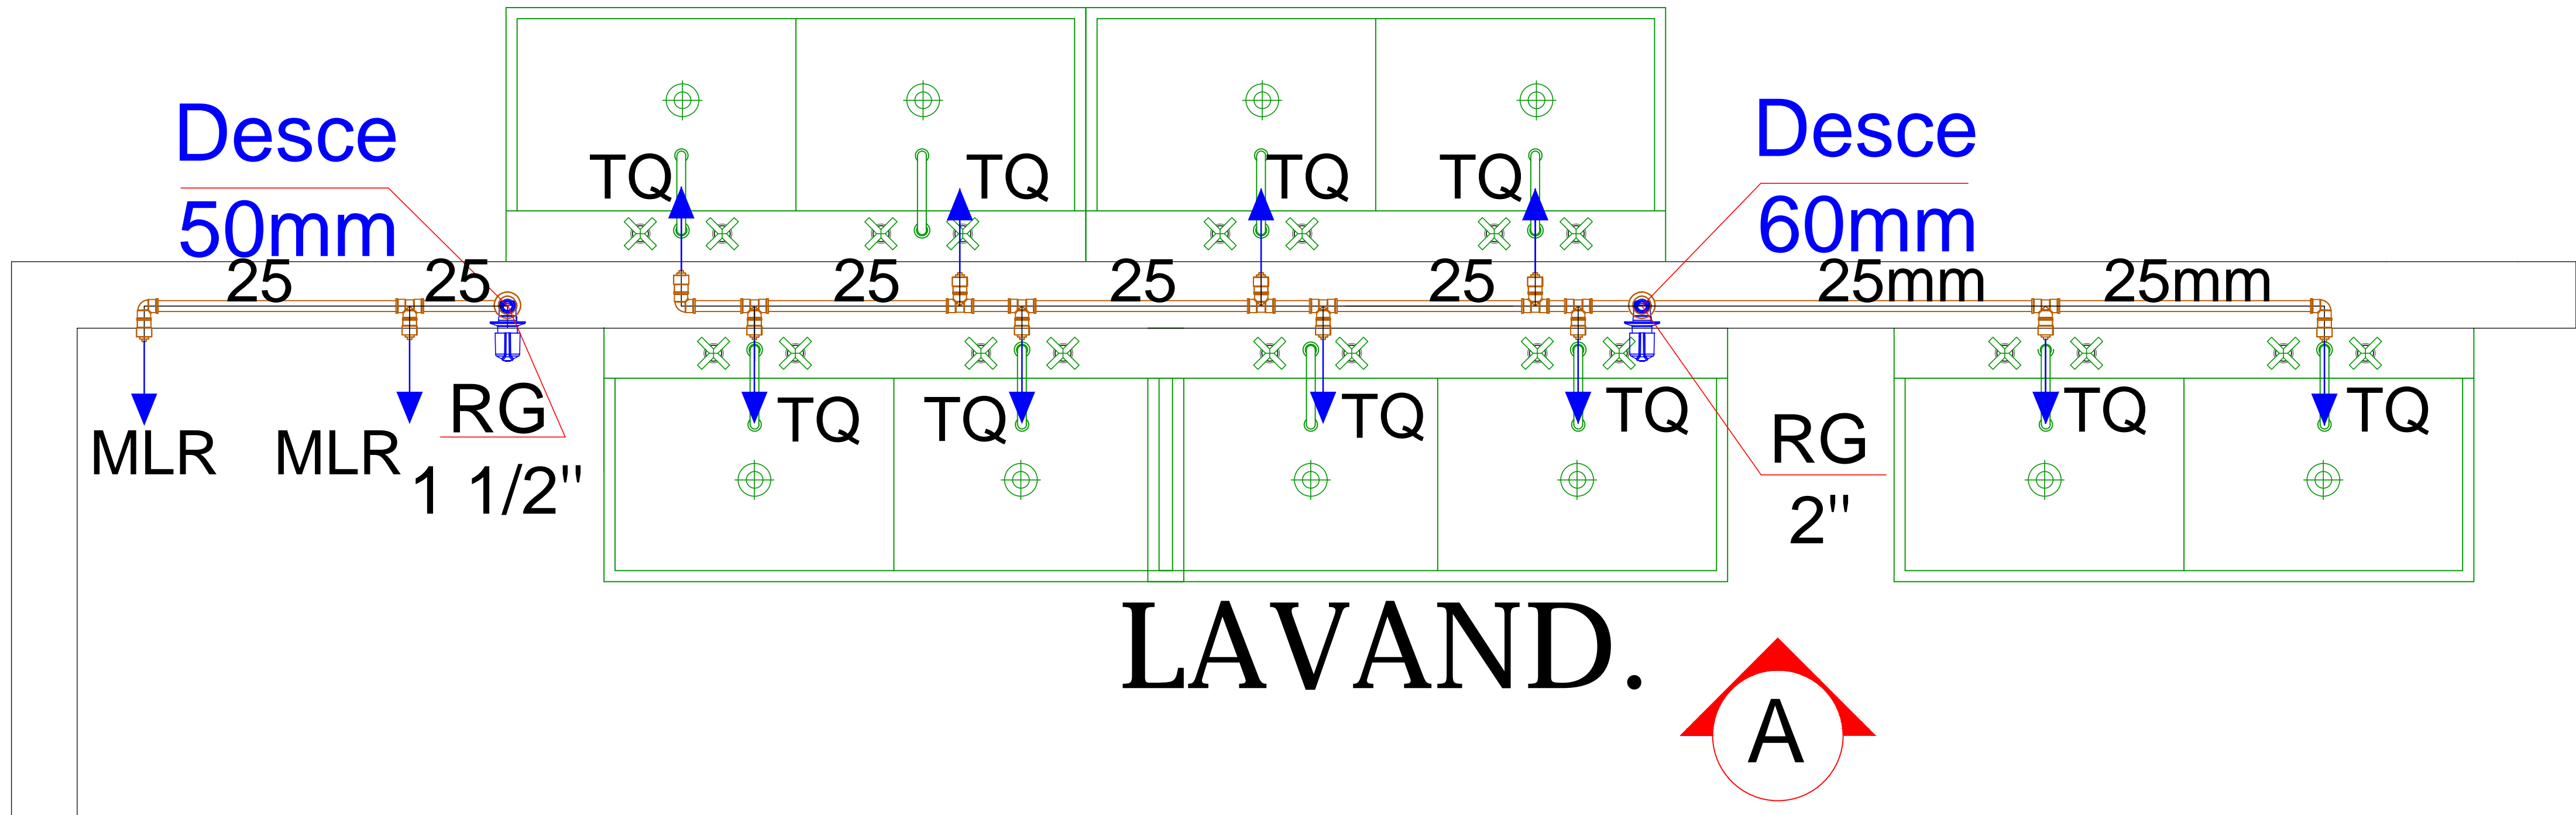 Desce
50mm
Desce
60mm
TQ
TQ
TQ
TQ
25
25
25
25
25
25mm
25mm
MLR
MLR
RG
1 1/2"
TQ
TQ
TQ
TQ
RG
2"
TQ
TQ
LAVAND.
A